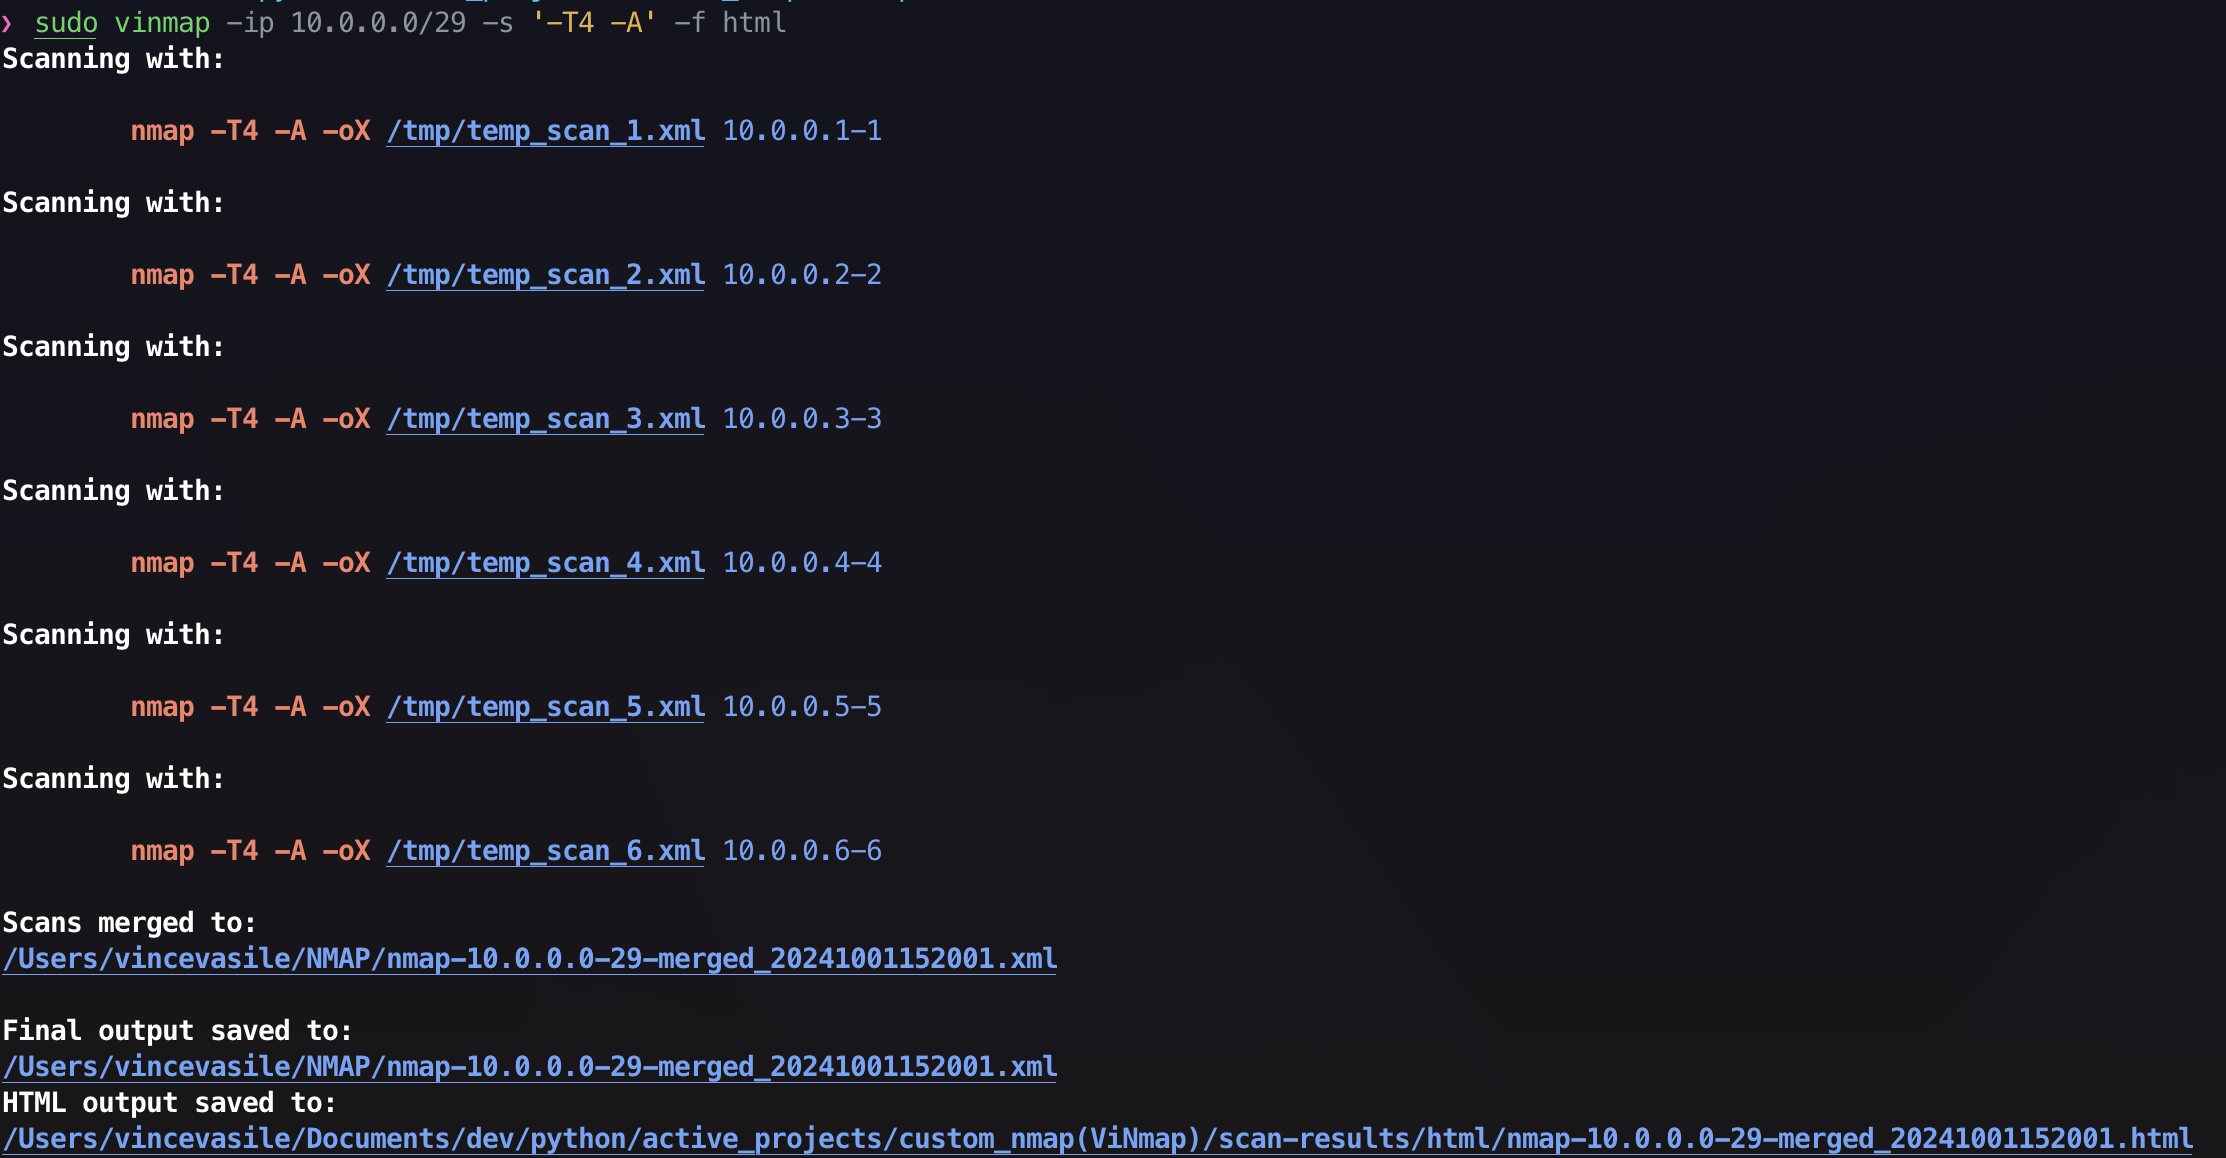 ❯ sudo vinmap -ip 10.0.0.0/29 -s '-T4 -A' -f html
Scanning with:
nmap -T4 -A -oX /tmp/temp_scan_1.xml 10.0.0.1-1
Scanning with:
nmap -T4 -A -oX /tmp/temp_scan_2.xml 10.0.0.2-2
Scanning with:
nmap -T4 -A -oX /tmp/temp_scan_3.xml 10.0.0.3-3
Scanning with:
nmap -T4 -A -oX /tmp/temp_scan_4.xml 10.0.0.4-4
Scanning with:
nmap -T4 -A -oX /tmp/temp_scan_5.xml 10.0.0.5-5
Scanning with:
nmap -T4 -A -oX /tmp/temp_scan_6.xml 10.0.0.6-6
Scans merged to:
/Users/vincevasile/NMAP/nmap-10.0.0.0-29-merged_20241001152001.xml
Final output saved to:
/Users/vincevasile/NMAP/nmap-10.0.0.0-29-merged_20241001152001.xml
HTML output saved to:
/Users/vincevasile/Documents/dev/python/active_projects/custom_nmap(ViNmap)/scan-results/html/nmap-10.0.0.0-29-merged_20241001152001.html